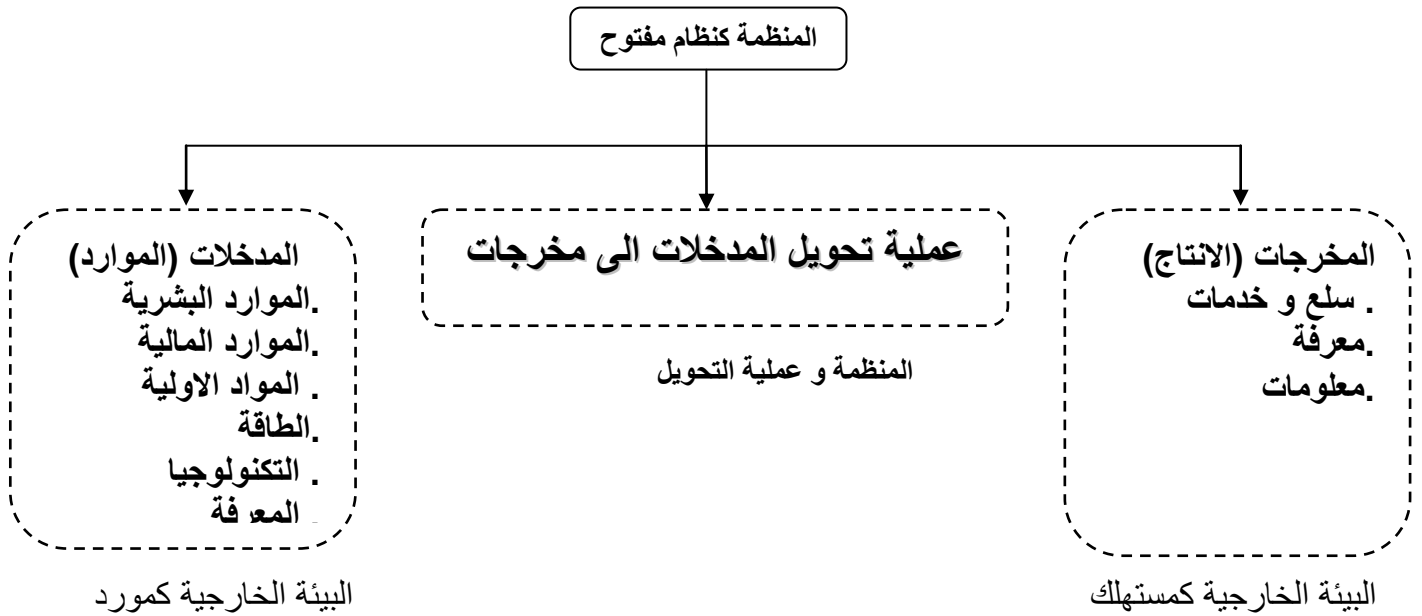 المنظمة كنظام مفتوح
المخرجات (الانتاج)
. سلع و خدمات
.معرفة
.معلومات
البيئة الخارجية كمستهلك
عملية تحويل المدخلات الى مخرجات
المنظمة و عملية التحويل
المدخلات (الموارد)
.الموارد البشرية
.الموارد المالية
. المواد الاولية
.الطاقة
. التكنولوجيا
. المعرفة
البيئة الخارجية كمورد